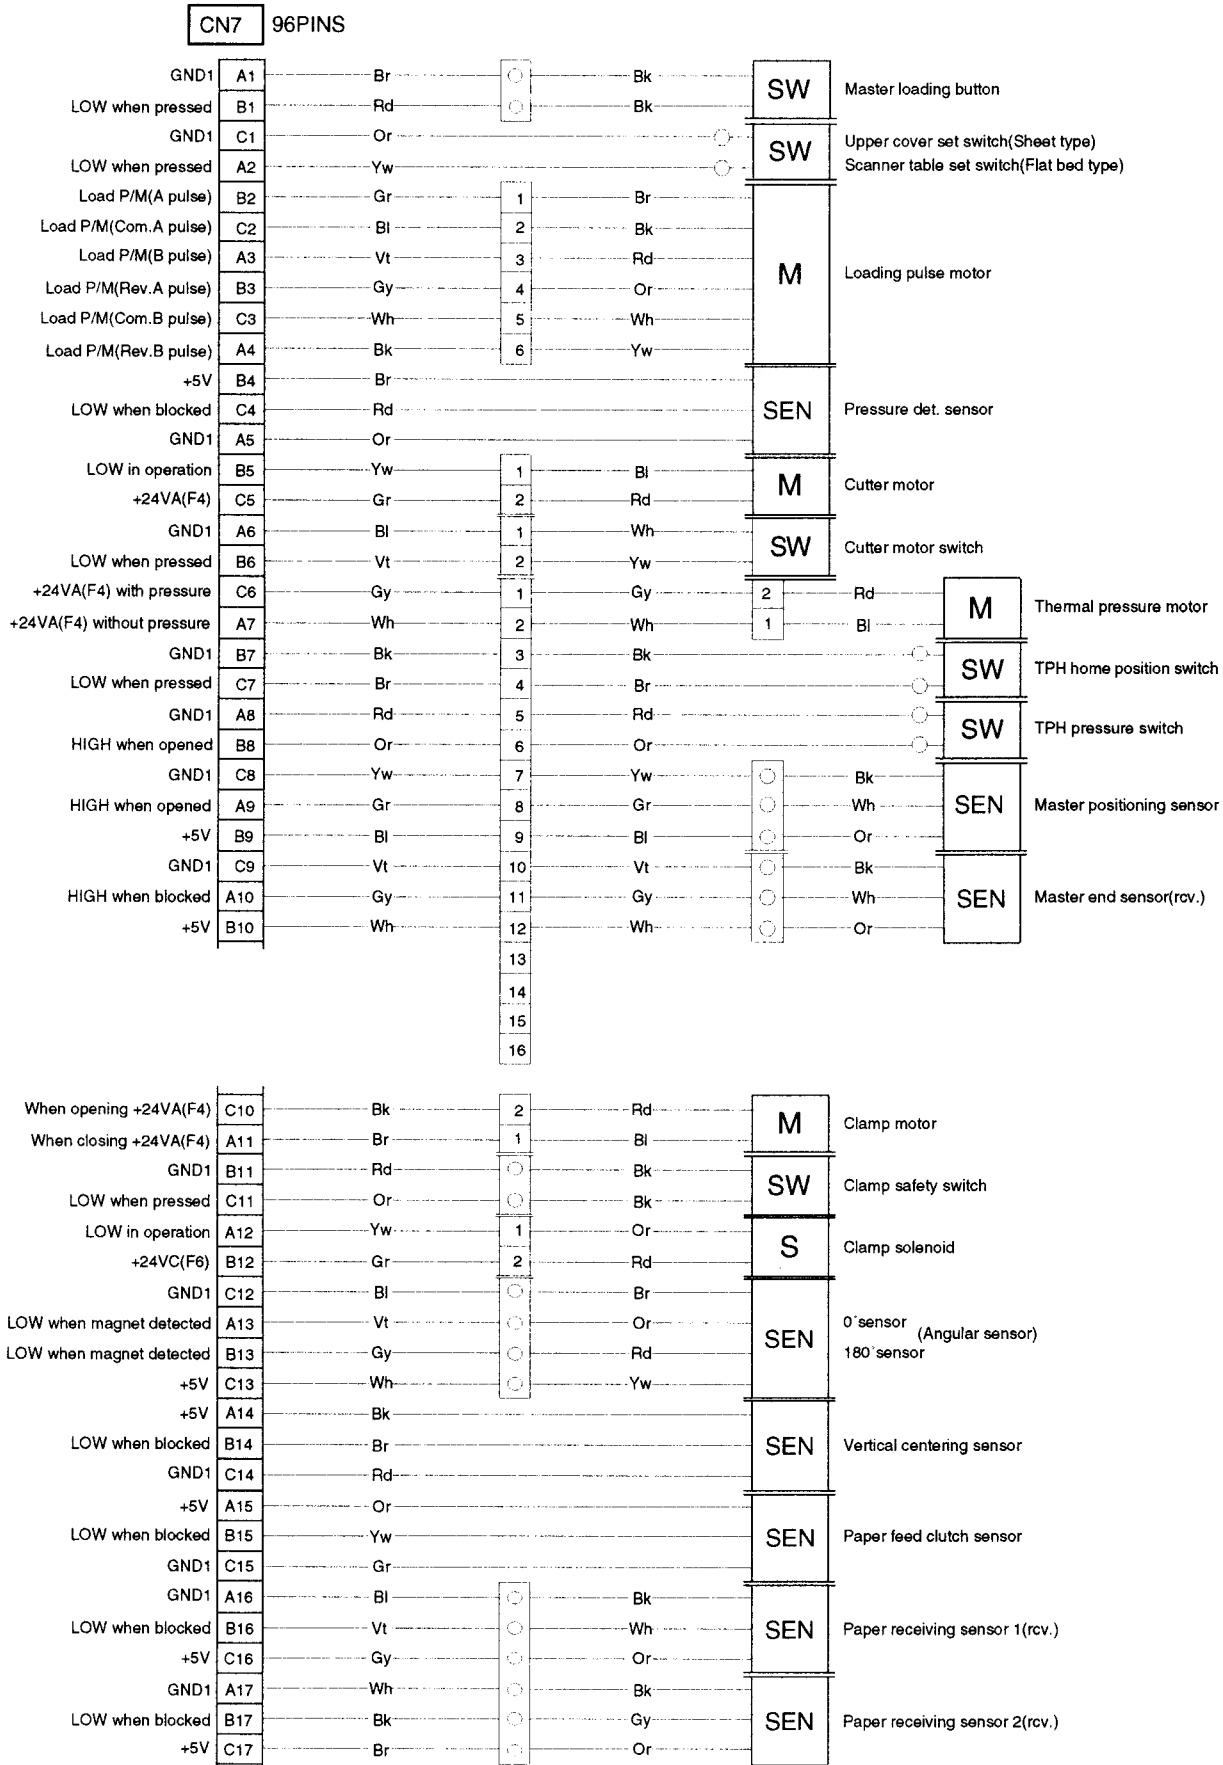 CN7 96PINS
GND1 A1 Br Bk SW Master loading button
LOW when pressed B1 Rd Bk
GND1 C1 Or SW Upper cover set switch(Sheet type)
LOW when pressed A2 Yw Scanner table set switch(Flat bed type)
Load P/M(A pulse) B2 Gr 1 Br
Load P/M(Com.A pulse) C2 Bl 2 Bk
Load P/M(B pulse) A3 Vt 3 Rd M Loading pulse motor
Load P/M(Rev.A pulse) B3 Gy 4 Or
Load P/M(Com.B pulse) C3 Wh 5 Wh
Load P/M(Rev.B pulse) A4 Bk 6 Yw
+5V B4 Br
LOW when blocked C4 Rd SEN Pressure det. sensor
GND1 A5 Or
LOW in operation B5 Yw 1 Bl M Cutter motor
+24VA(F4) C5 Gr 2 Rd
GND1 A6 Bl 1 Wh SW Cutter motor switch
LOW when pressed B6 Vt 2 Yw
+24VA(F4) with pressure C6 Gy 1 Gy 2 Rd M Thermal pressure motor
+24VA(F4) without pressure A7 Wh 2 Wh 1 Bl
GND1 B7 Bk 3 Bk SW TPH home position switch
LOW when pressed C7 Br 4 Br
GND1 A8 Rd 5 Rd SW TPH pressure switch
HIGH when opened B8 Or 6 Or
GND1 C8 Yw 7 Yw Bk
HIGH when opened A9 Gr 8 Gr Wh SEN Master positioning sensor
+5V B9 Bl 9 Bl Or
GND1 C9 Vt 10 Vt Bk
HIGH when blocked A10 Gy 11 Gy Wh SEN Master end sensor(rcv.)
+5V B10 Wh 12 Wh Or
13
14
15
16
When opening +24VA(F4) C10 Bk 2 Rd M Clamp motor
When closing +24VA(F4) A11 Br 1 Bl
GND1 B11 Rd Bk SW Clamp safety switch
LOW when pressed C11 Or Bk
LOW in operation A12 Yw 1 Or S Clamp solenoid
+24VC(F6) B12 Gr 2 Rd
GND1 C12 Bl Br
LOW when magnet detected A13 Vt Or SEN 0°sensor (Angular sensor)
LOW when magnet detected B13 Gy Rd 180°sensor
+5V C13 Wh Yw
+5V A14 Bk
LOW when blocked B14 Br SEN Vertical centering sensor
GND1 C14 Rd
+5V A15 Or
LOW when blocked B15 Yw SEN Paper feed clutch sensor
GND1 C15 Gr
GND1 A16 Bl Bk
LOW when blocked B16 Vt Wh SEN Paper receiving sensor 1(rcv.)
+5V C16 Gy Or
GND1 A17 Wh Bk
LOW when blocked B17 Bk Gy SEN Paper receiving sensor 2(rcv.)
+5V C17 Br Or